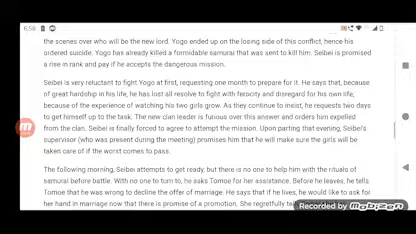 6:58
the scenes over who will be the new lord. Yogo ended up on the losing side of this conflict, hence his
ordered suicide. Yogo has already killed a formidable samurai that was sent to kill him. Seibei is promised
a rise in rank and pay if he accepts the dangerous mission.
Seibei is very reluctant to fight Yogo at first, requesting one month to prepare for it. He says that, because
of great hardship in his life, he has lost all resolve to fight with ferocity and disregard for his own life,
because of the experience of watching his two girls grow. As they continue to insist, he requests two days
to get himself up to the task. The new clan leader is furious over this answer and orders him expelled
from the clan. Seibei is finally forced to agree to attempt the mission. Upon parting that evening, Seibei's
supervisor (who was present during the meeting) promises him that he will make sure the girls will be
taken care of if the worst comes to pass.
The following morning, Seibei attempts to get ready, but there is no one to help him with the rituals of
samurai before battle. With no one to turn to, he asks Tomoe for her assistance. Before he leaves, he tells
Tomoe that he was wrong to decline the offer of marriage. He says that if he lives, he would like to ask for
her hand in marriage now that there is promise of a promotion. She regretfully
Recorded by Mobizen